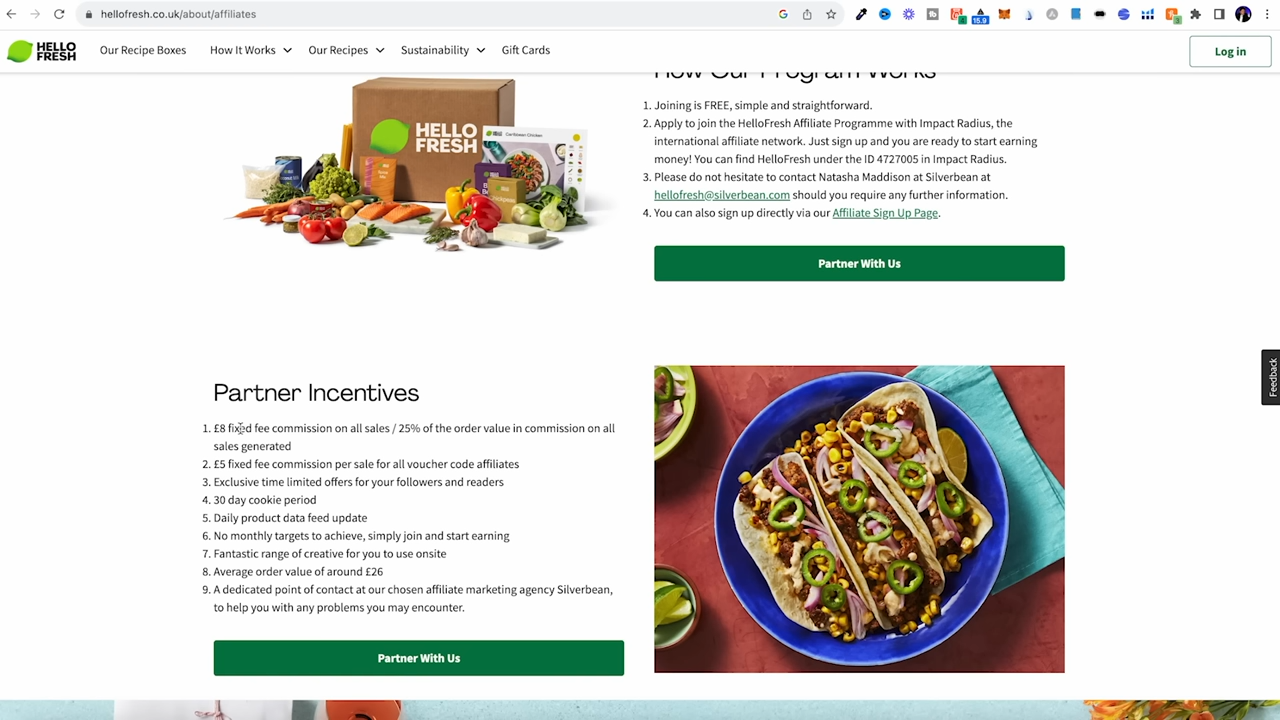 hellofresh.co.uk/about/affiliates
15.9
HELLO
FRESH
Our Recipe Boxes
How It Works
Our Recipes
Sustainability
Gift Cards
Log in
How Our Program Works
HELLO
FRESH
1. Joining is FREE, simple and straightforward.
2. Apply to join the HelloFresh Affiliate Programme with Impact Radius, the
international affiliate network. Just sign up and you are ready to start earning
money! You can find HelloFresh under the ID 4727005 in Impact Radius.
3. Please do not hesitate to contact Natasha Maddison at Silverbean at
hellofresh@silverbean.com should you require any further information.
4. You can also sign up directly via our Affiliate Sign Up Page.
Partner With Us
Partner Incentives
1. £8 fixed fee commission on all sales / 25% of the order value in commission on all
sales generated
2. £5 fixed fee commission per sale for all voucher code affiliates
3. Exclusive time limited offers for your followers and readers
4. 30 day cookie period
5. Daily product data feed update
6. No monthly targets to achieve, simply join and start earning
7. Fantastic range of creative for you to use onsite
8. Average order value of around £26
9. A dedicated point of contact at our chosen affiliate marketing agency Silverbean,
to help you with any problems you may encounter.
Partner With Us
Feedback